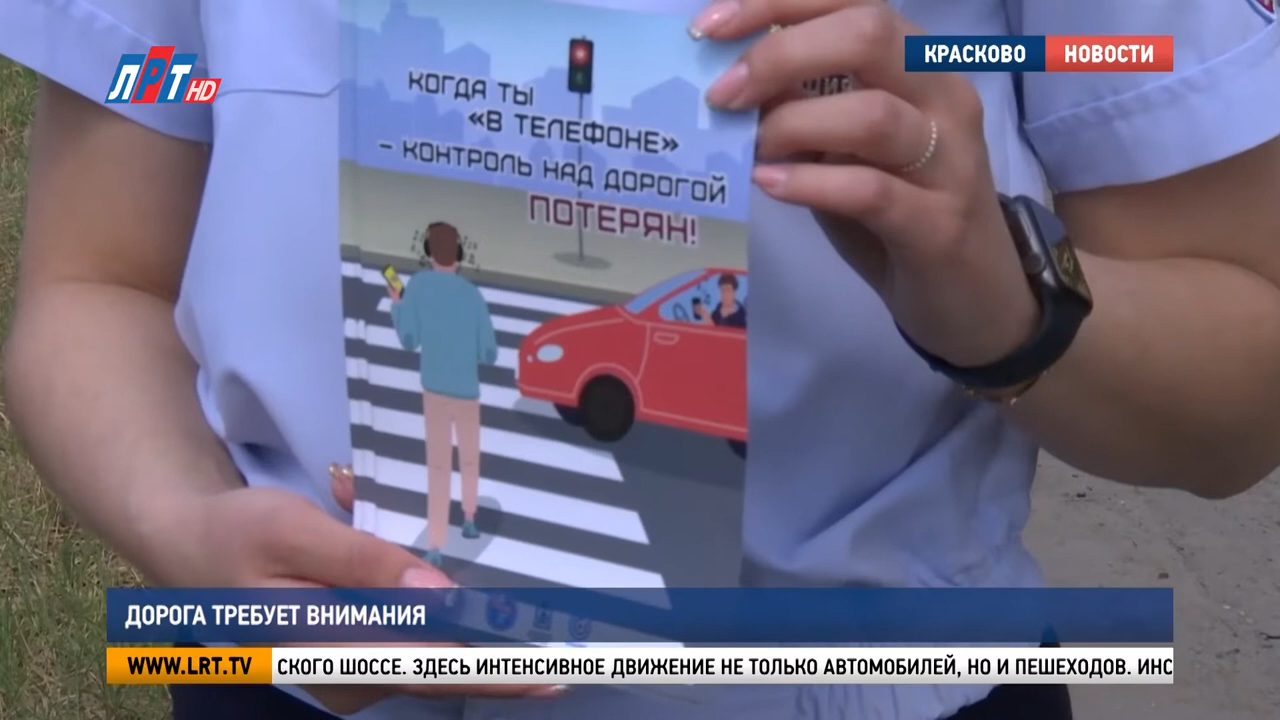 ЛРТ HD
КРАСКОВО НОВОСТИ
КОГДА ТЫ
«В ТЕЛЕФОНЕ»
– КОНТРОЛЬ НАД ДОРОГОЙ
ПОТЕРЯН!
ДОРОГА ТРЕБУЕТ ВНИМАНИЯ
WWW.LRT.TV
СКОГО ШОССЕ. ЗДЕСЬ ИНТЕНСИВНОЕ ДВИЖЕНИЕ НЕ ТОЛЬКО АВТОМОБИЛЕЙ, НО И ПЕШЕХОДОВ. ИНС